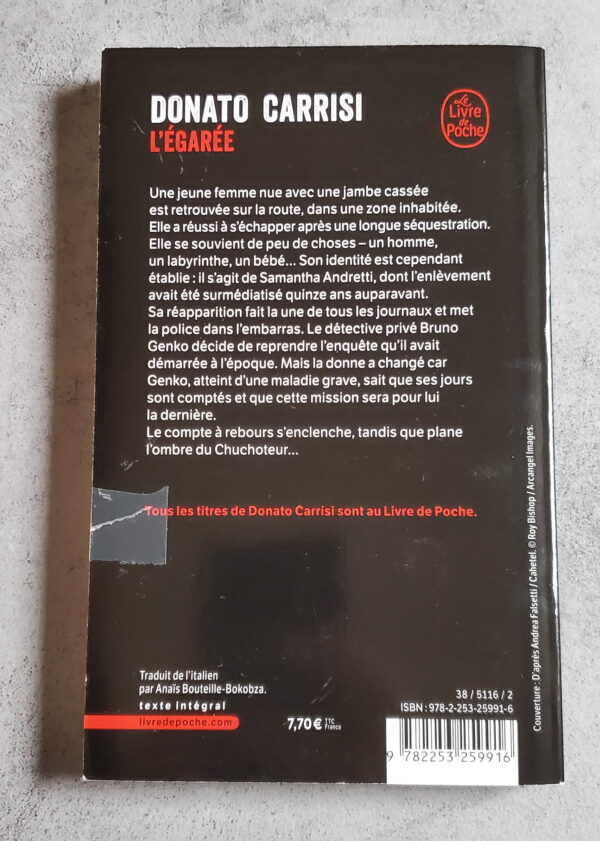 DONATO CARRISI
L'ÉGARÉE
Le
Livre
de
Poche
Une jeune femme nue avec une jambe cassée
est retrouvée sur la route, dans une zone inhabitée.
Elle a réussi à s'échapper après une longue séquestration.
Elle se souvient de peu de choses – un homme,
un labyrinthe, un bébé... Son identité est cependant
établie : il s'agit de Samantha Andretti, dont l'enlèvement
avait été surmédiatisé quinze ans auparavant.
Sa réapparition fait la une de tous les journaux et met
la police dans l'embarras. Le détective privé Bruno
Genko décide de reprendre l'enquête qu'il avait
démarrée à l'époque. Mais la donne a changé car
Genko, atteint d'une maladie grave, sait que ses jours
sont comptés et que cette mission sera pour lui
la dernière.
Le compte à rebours s'enclenche, tandis que plane
l'ombre du Chuchoteur...
Tous les titres de Donato Carrisi sont au Livre de Poche.
Traduit de l'italien
par Anaïs Bouteille-Bokobza.
texte intégral
livredepoche.com
7,70 € TTC
France
38 / 5116 / 2
ISBN : 978-2-253-25991-6
9 782253 259916
Couverture : D'après Andrea Falsetti / Cahetel. © Roy Bishop / Arcangel Images.